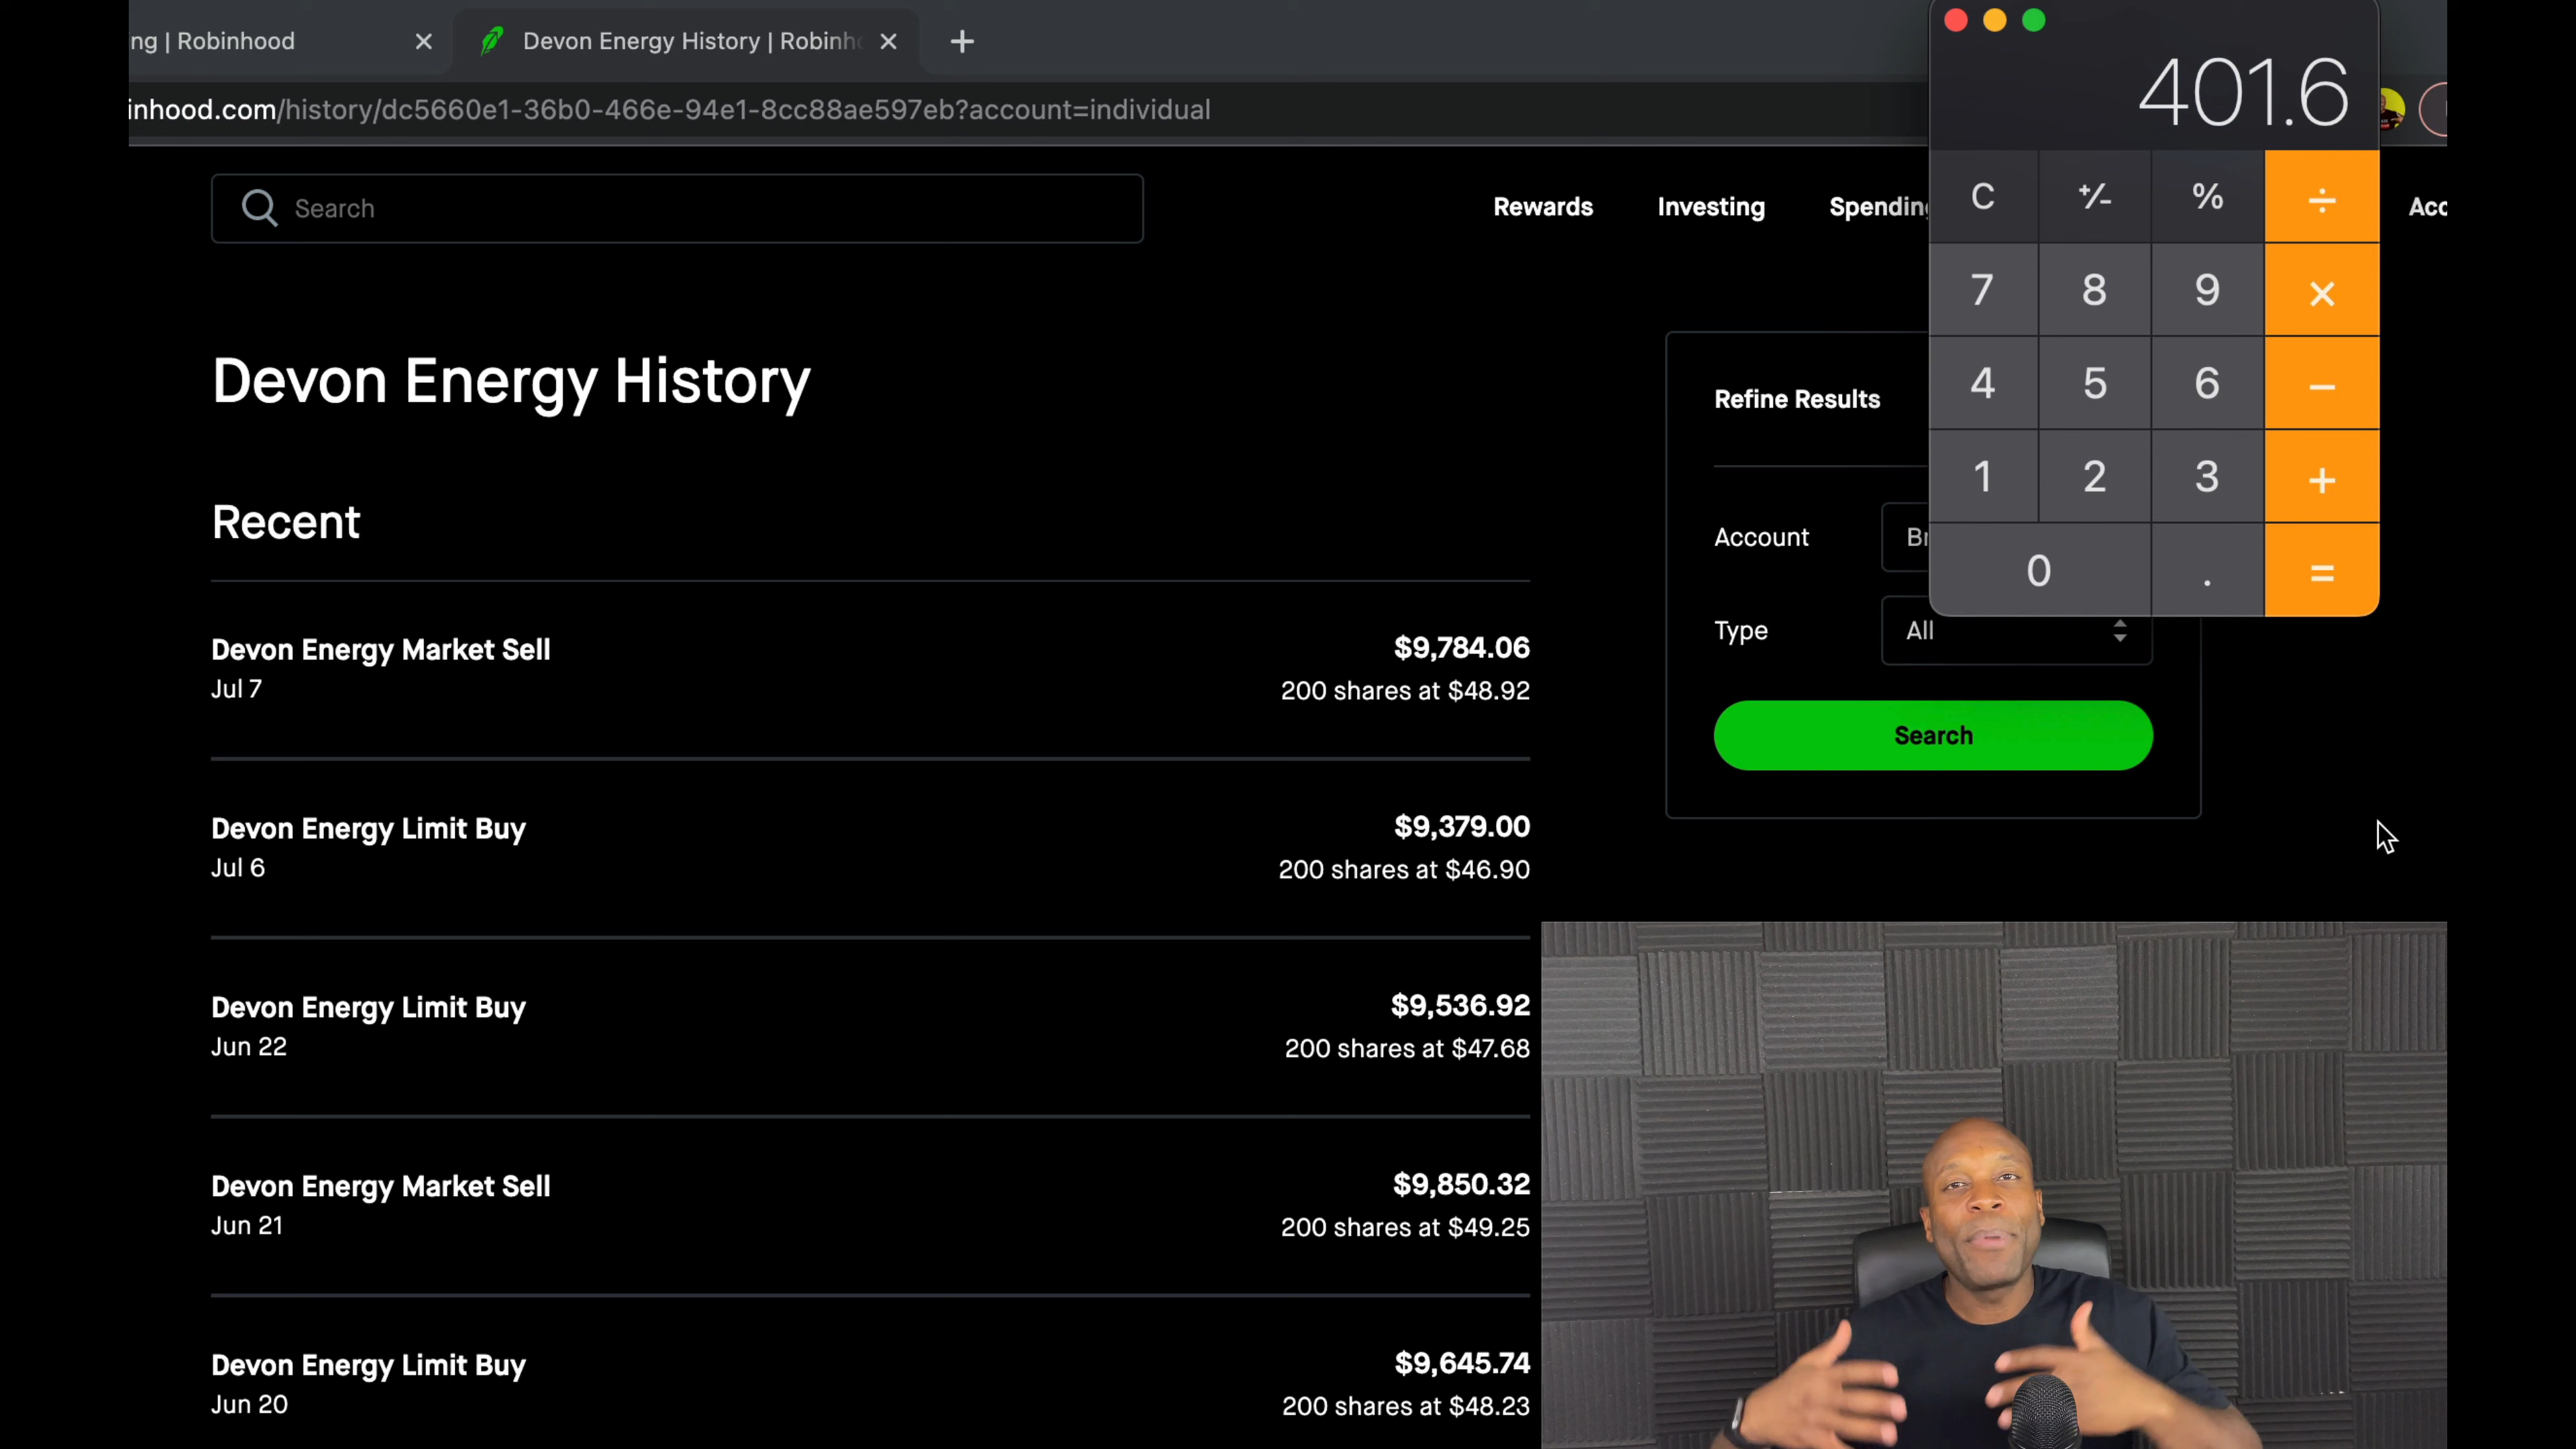 ng | Robinhood
Devon Energy History | Robinh
inhood.com/history/dc5660e1-36b0-466e-94e1-8cc88ae597eb?account=individual
401.6
Search
Rewards
Investing
Spending
Acc
C
+/-
%
÷
7
8
9
×
4
5
6
−
1
2
3
+
0
.
=
Devon Energy History
Refine Results
Recent
Account
Br
Type
All
Search
Devon Energy Market Sell
$9,784.06
Jul 7
200 shares at $48.92
Devon Energy Limit Buy
$9,379.00
Jul 6
200 shares at $46.90
Devon Energy Limit Buy
$9,536.92
Jun 22
200 shares at $47.68
Devon Energy Market Sell
$9,850.32
Jun 21
200 shares at $49.25
Devon Energy Limit Buy
$9,645.74
Jun 20
200 shares at $48.23